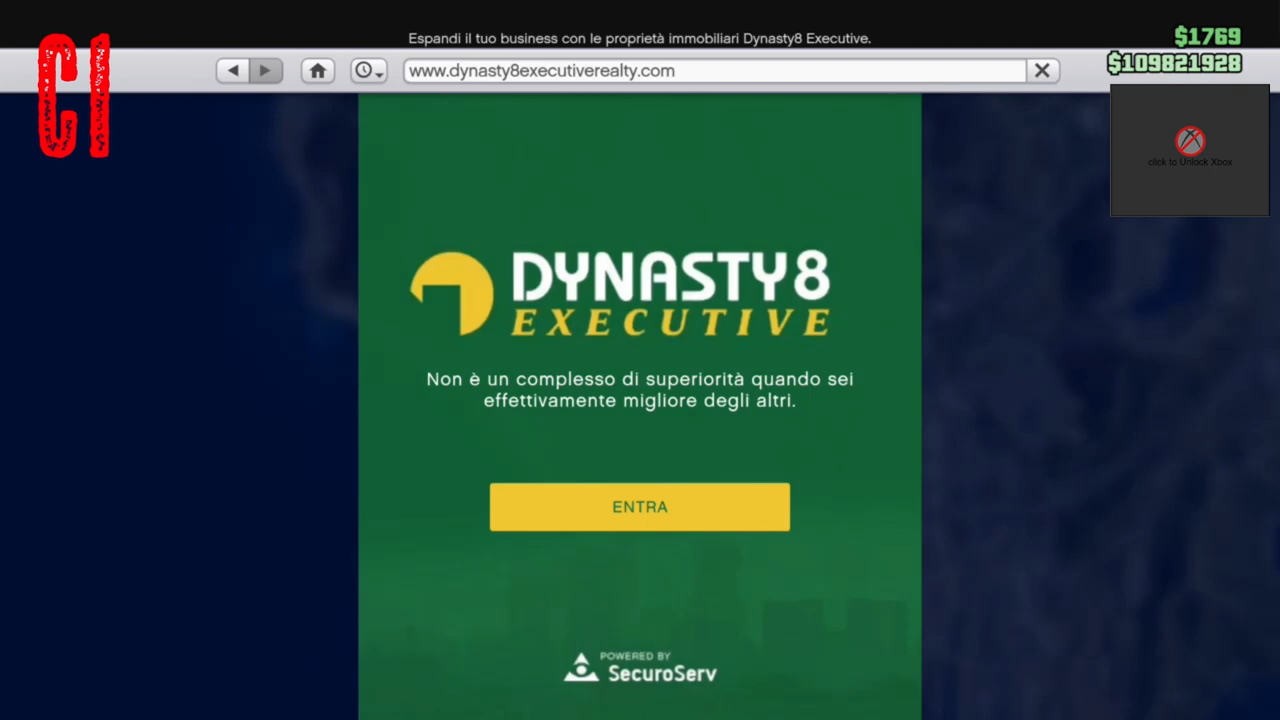 Espandi il tuo business con le proprietà immobiliari Dynasty8 Executive.
$1769
$109821928
CI
www.dynasty8executiverealty.com
click to Unlock Xbox
DYNASTY8
EXECUTIVE
Non è un complesso di superiorità quando sei
effettivamente migliore degli altri.
ENTRA
POWERED BY
SecuroServ